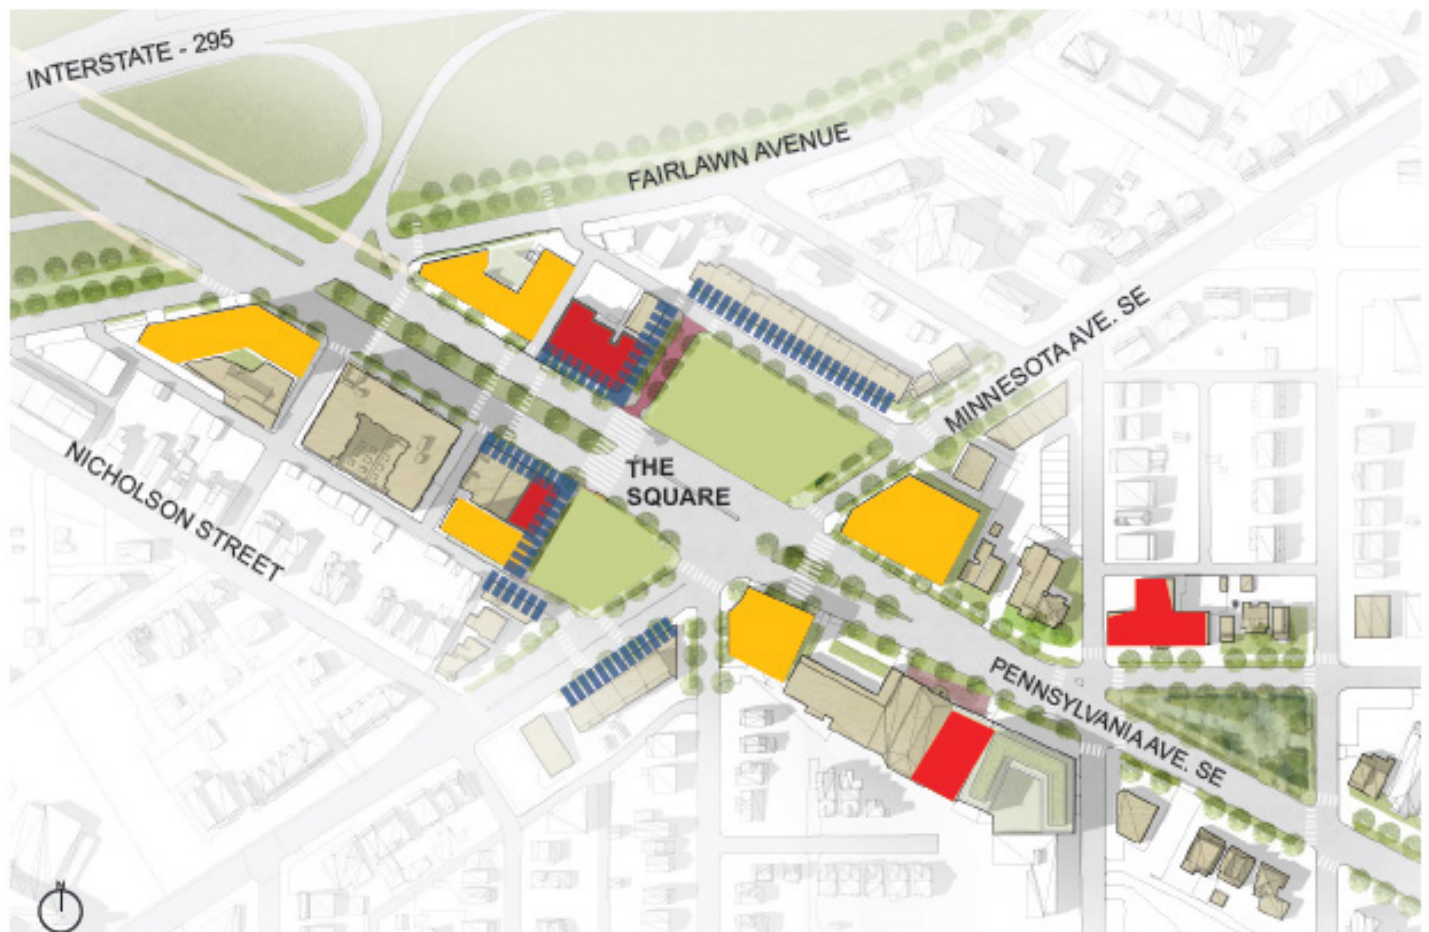 INTERSTATE - 295
FAIRLAWN AVENUE
MINNESOTA AVE. SE
THE
SQUARE
NICHOLSON STREET
PENNSYLVANIA AVE. SE
N